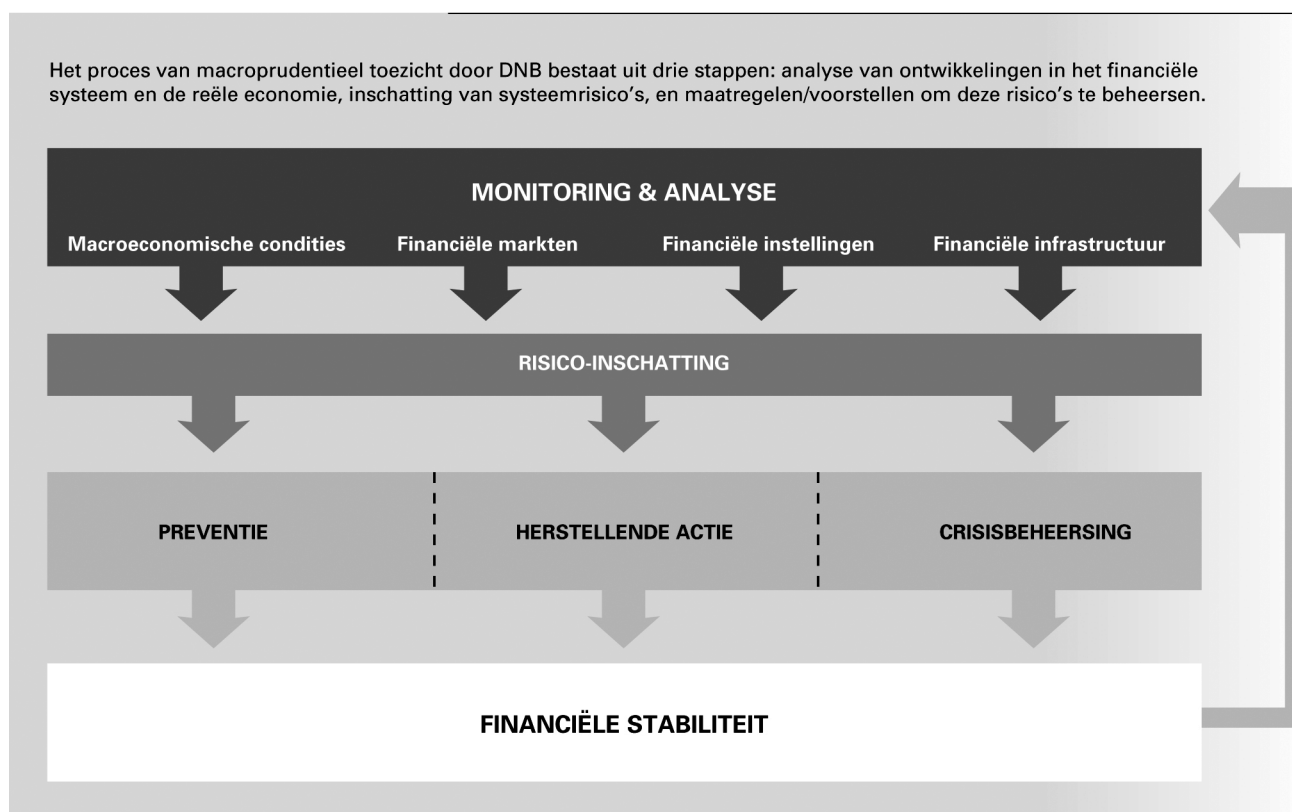 Het proces van macroprudentieel toezicht door DNB bestaat uit drie stappen: analyse van ontwikkelingen in het financiële
systeem en de reële economie, inschatting van systeemrisico’s, en maatregelen/voorstellen om deze risico’s te beheersen.
MONITORING & ANALYSE
Macroeconomische condities Financiële markten Financiële instellingen Financiële infrastructuur
RISICO-INSCHATTING
PREVENTIE HERSTELLENDE ACTIE CRISISBEHEERSING
FINANCIËLE STABILITEIT